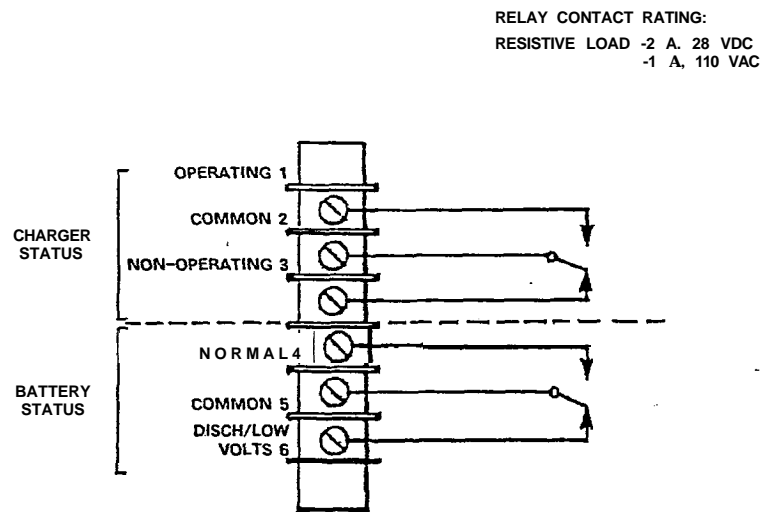 RELAY CONTACT RATING:
RESISTIVE LOAD -2 A. 28 VDC
-1 A, 110 VAC
CHARGER
STATUS
OPERATING 1
COMMON 2
NON-OPERATING 3
BATTERY
STATUS
NORMAL 4
COMMON 5
DISCH/LOW
VOLTS 6